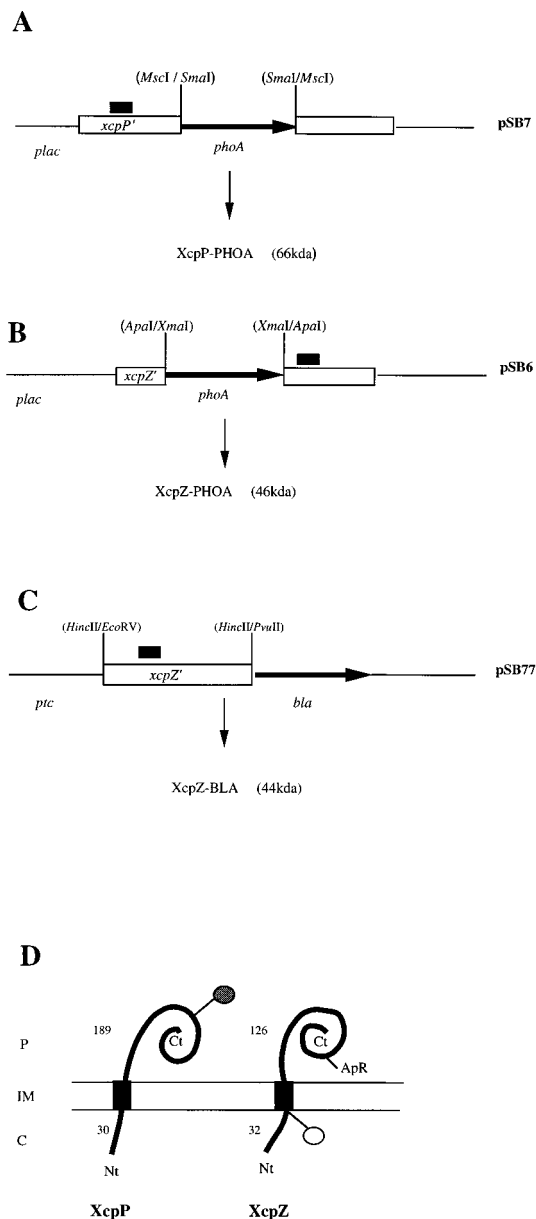 A
(MscI / SmaI) (SmaI/MscI)
xcpP' pSB7
plac phoA
XcpP-PHOA (66kda)
B
(ApaI/XmaI) (XmaI/ApaI)
xcpZ' pSB6
plac phoA
XcpZ-PHOA (46kda)
C
(HincII/EcoRV) (HincII/PvuII)
xcpZ' pSB77
ptc bla
XcpZ-BLA (44kda)
D
P 189 Ct 126 Ct
ApR
IM
C 30 32
Nt Nt
XcpP XcpZ